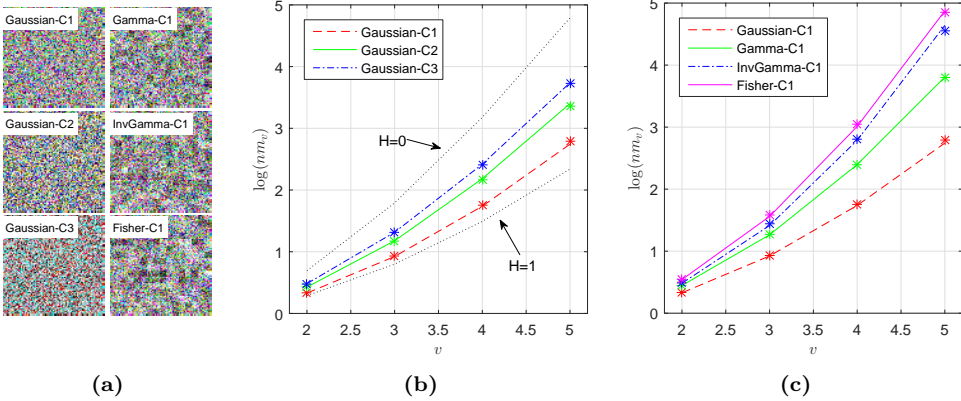 Gaussian-C1
Gamma-C1
Gaussian-C2
InvGamma-C1
Gaussian-C3
Fisher-C1
(a)
5
4
3
2
1
0
log(nm_v)
Gaussian-C1
Gaussian-C2
Gaussian-C3
H=0
H=1
2 2.5 3 3.5 4 4.5 5
v
(b)
5
4
3
2
1
0
log(nm_v)
Gaussian-C1
Gamma-C1
InvGamma-C1
Fisher-C1
2 2.5 3 3.5 4 4.5 5
v
(c)